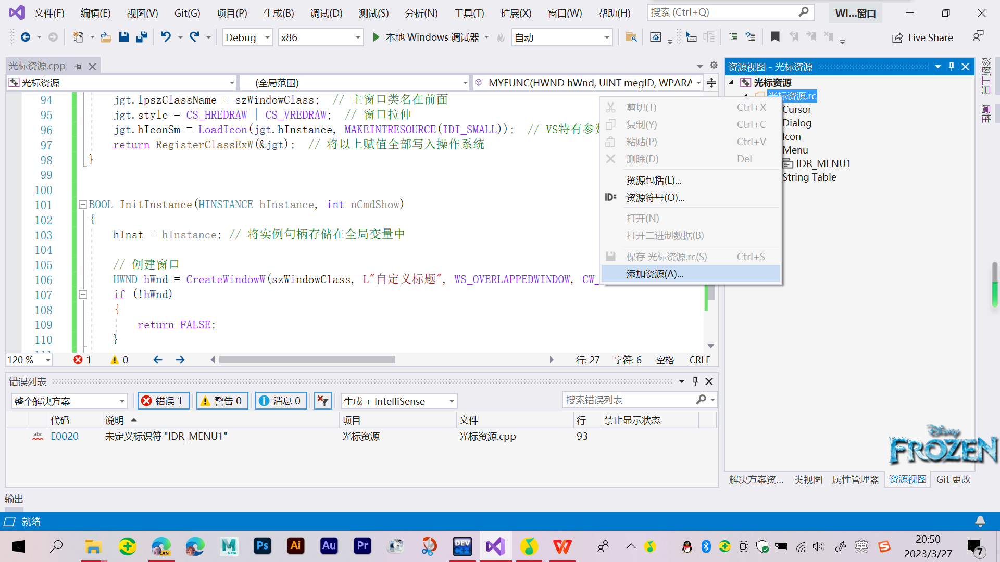 文件(F) 编辑(E) 视图(V) Git(G) 项目(P) 生成(B) 调试(D) 测试(S) 分析(N) 工具(T) 扩展(X) 窗口(W) 帮助(H) 搜索 (Ctrl+Q) WI...窗口
Debug x86 本地 Windows 调试器 自动 Live Share
光标资源.cpp
光标资源 (全局范围) MYFUNC(HWND hWnd, UINT megID, WPARA
94 jgt.lpszClassName = szWindowClass; // 主窗口类名在前面
95 jgt.style = CS_HREDRAW | CS_VREDRAW; // 窗口拉伸
96 jgt.hIconSm = LoadIcon(jgt.hInstance, MAKEINTRESOURCE(IDI_SMALL)); // VS特有参数
97 return RegisterClassExW(&jgt); // 将以上赋值全部写入操作系统
98 }
99
100
101 BOOL InitInstance(HINSTANCE hInstance, int nCmdShow)
102 {
103 hInst = hInstance; // 将实例句柄存储在全局变量中
104
105 // 创建窗口
106 HWND hWnd = CreateWindowW(szWindowClass, L"自定义标题", WS_OVERLAPPEDWINDOW, CW_
107 if (!hWnd)
108 {
109 return FALSE;
110 }
120 % 1 0 行: 27 字符: 6 空格 CRLF
剪切(T) Ctrl+X
复制(Y) Ctrl+C
粘贴(P) Ctrl+V
删除(D) Del
资源包括(L)...
ID= 资源符号(O)...
打开(N)
打开二进制数据(B)
保存 光标资源.rc(S) Ctrl+S
添加资源(A)...
资源视图 - 光标资源
光标资源
光标资源.rc
Cursor
Dialog
Icon
Menu
IDR_MENU1
String Table
诊断工具
属性
错误列表
整个解决方案 错误 1 警告 0 消息 0 生成 + IntelliSense 搜索错误列表
代码 说明 项目 文件 行 禁止显示状态
abc E0020 未定义标识符 "IDR_MENU1" 光标资源 光标资源.cpp 93
Disney
FROZEN
解决方案资... 类视图 属性管理器 资源视图 Git 更改
输出
就绪
LAN MAYA Ps Ai Au Pr DEV C++ 英 20:50
2023/3/27 7